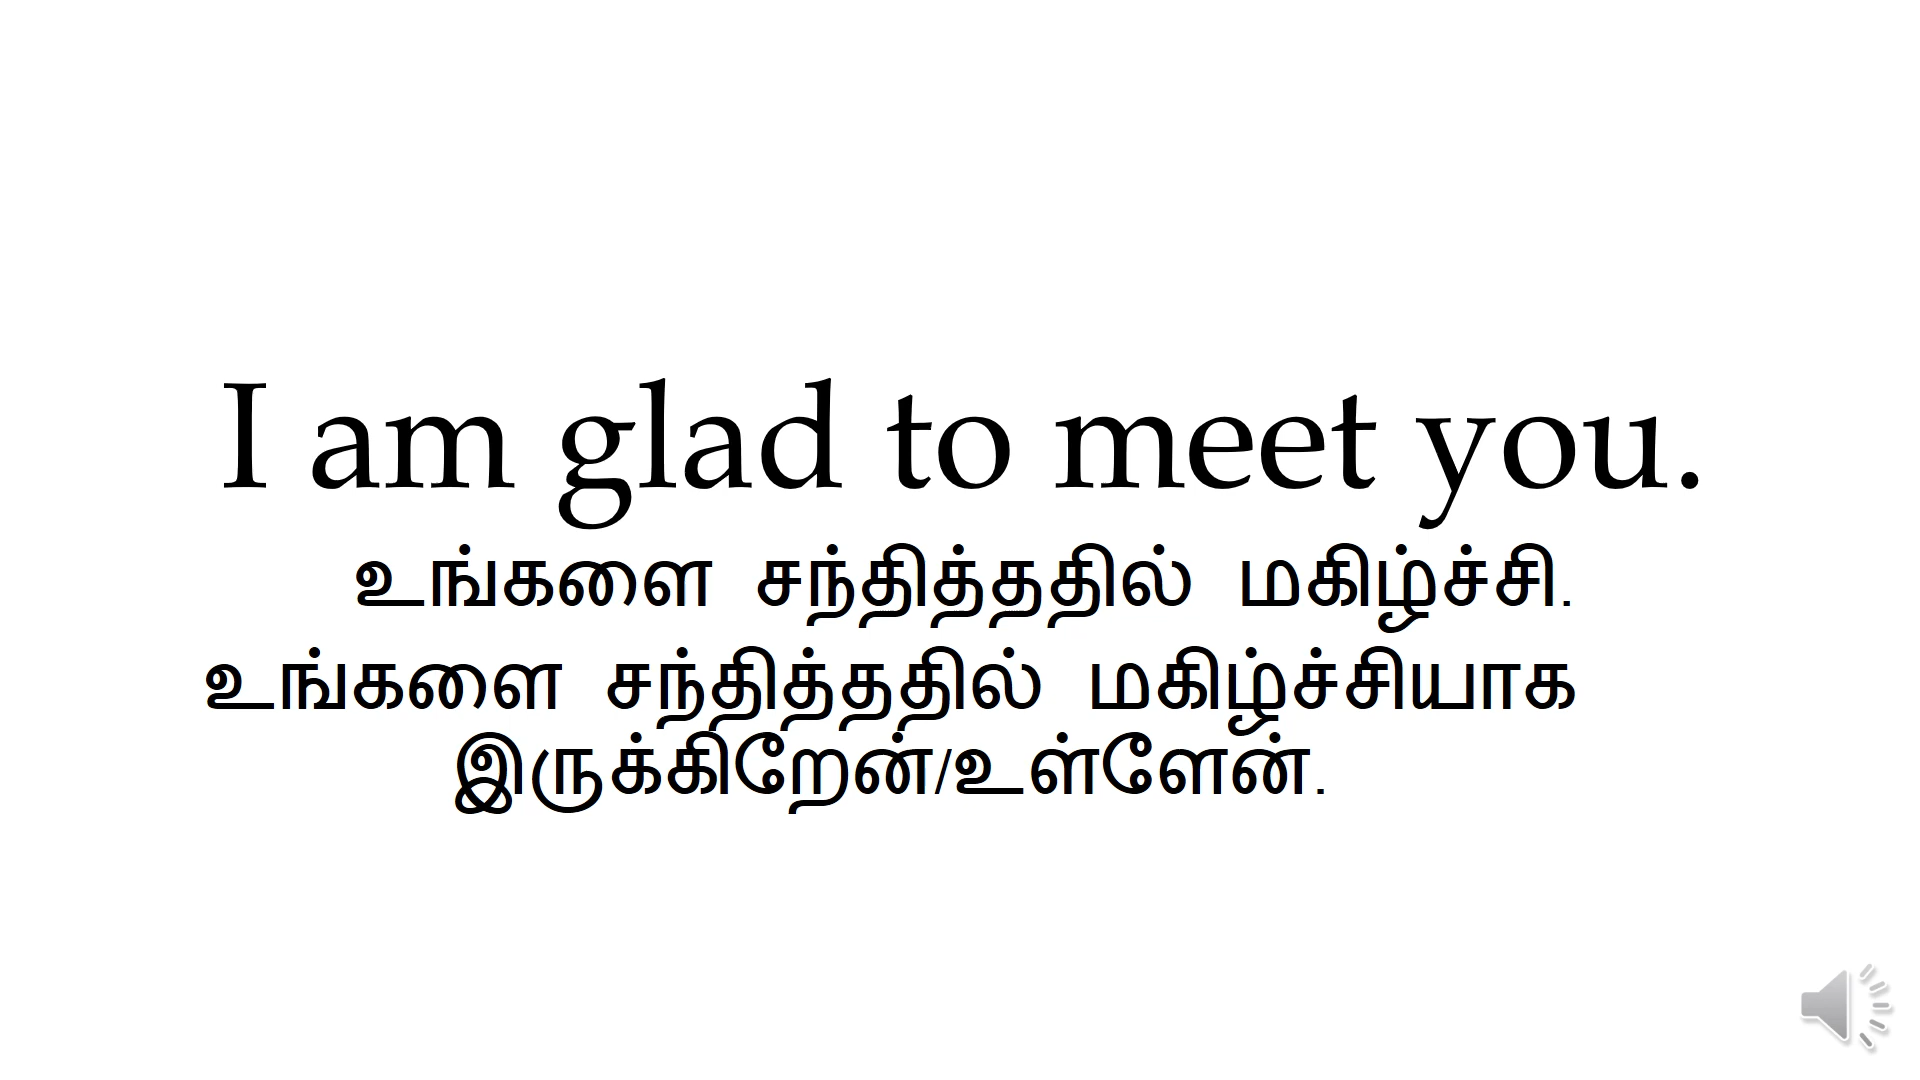 I am glad to meet you.
உங்களை சந்தித்ததில் மகிழ்ச்சி.
உங்களை சந்தித்ததில் மகிழ்ச்சியாக
இருக்கிறேன்/உள்ளேன்.